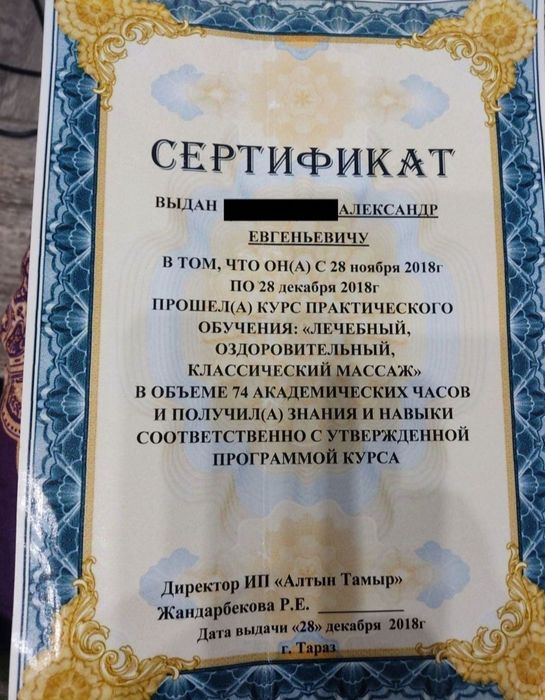 СЕРТИФИКАТ
ВЫДАН АЛЕКСАНДР
ЕВГЕНЬЕВИЧУ
В ТОМ, ЧТО ОН(А) С 28 ноября 2018г
ПО 28 декабря 2018г
ПРОШЕЛ(А) КУРС ПРАКТИЧЕСКОГО
ОБУЧЕНИЯ: «ЛЕЧЕБНЫЙ,
ОЗДОРОВИТЕЛЬНЫЙ,
КЛАССИЧЕСКИЙ МАССАЖ»
В ОБЪЕМЕ 74 АКАДЕМИЧЕСКИХ ЧАСОВ
И ПОЛУЧИЛ(А) ЗНАНИЯ И НАВЫКИ
СООТВЕТСТВЕННО С УТВЕРЖДЕННОЙ
ПРОГРАММОЙ КУРСА
Директор ИП «Алтын Тамыр»
Жандарбекова Р.Е. ____________
Дата выдачи «28» декабря 2018г
г. Тараз